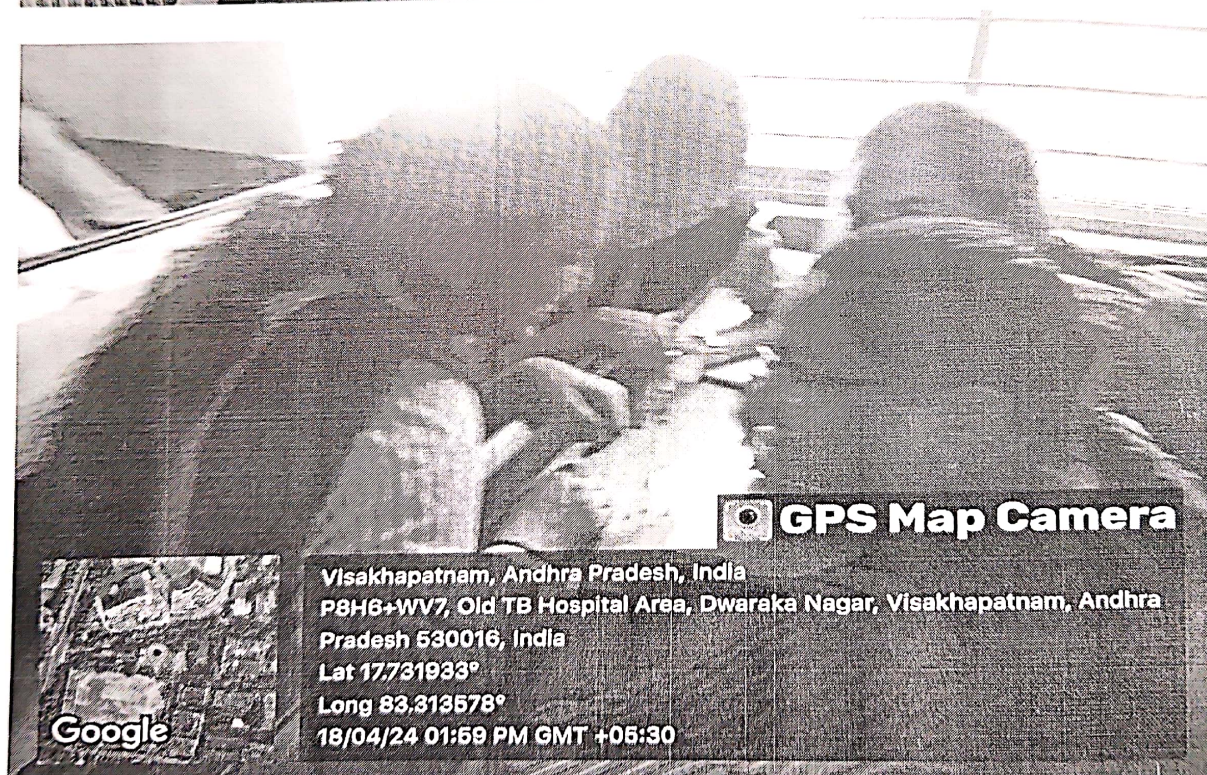 GPS Map Camera
Visakhapatnam, Andhra Pradesh, India
P8H6+WV7, Old TB Hospital Area, Dwaraka Nagar, Visakhapatnam, Andhra
Pradesh 530016, India
Lat 17.731933°
Long 83.313578°
18/04/24 01:59 PM GMT +05:30
Google